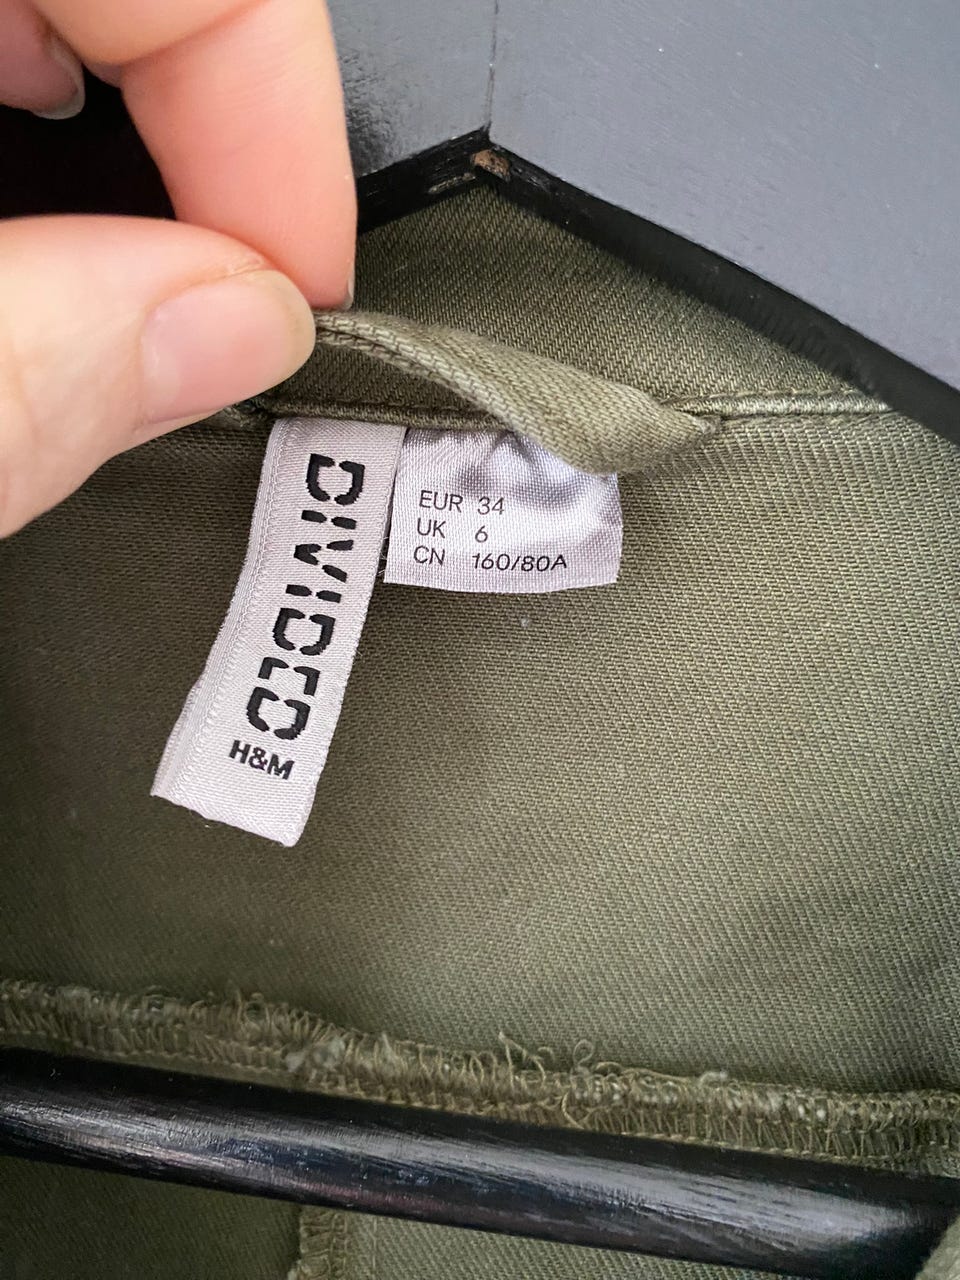 DIVIDED
H&M
EUR 34
UK 6
CN 160/80A